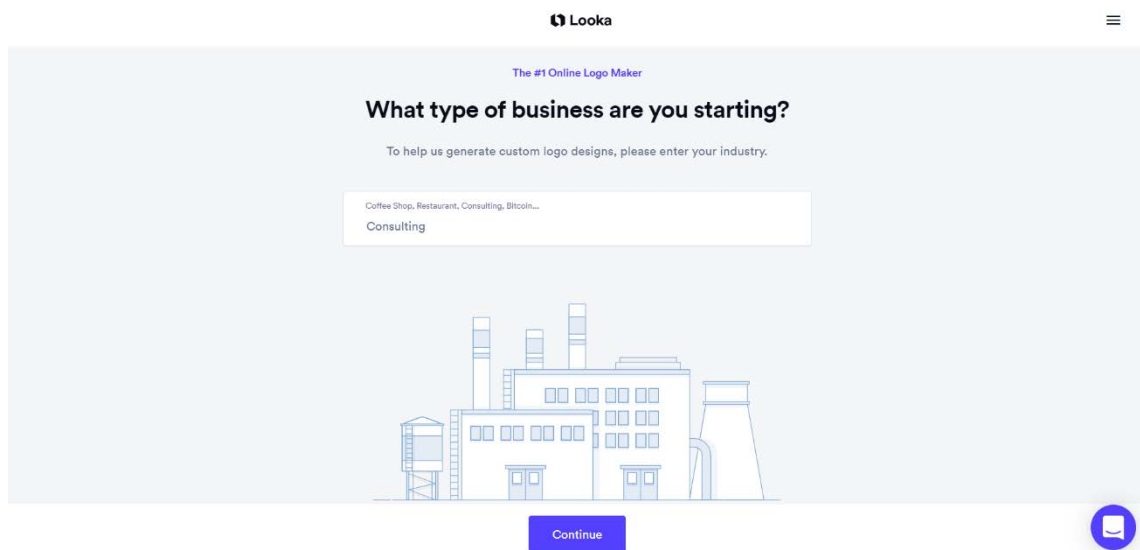 Looka
The #1 Online Logo Maker
What type of business are you starting?
To help us generate custom logo designs, please enter your industry.
Coffee Shop, Restaurant, Consulting, Bitcoin...
Consulting
Continue